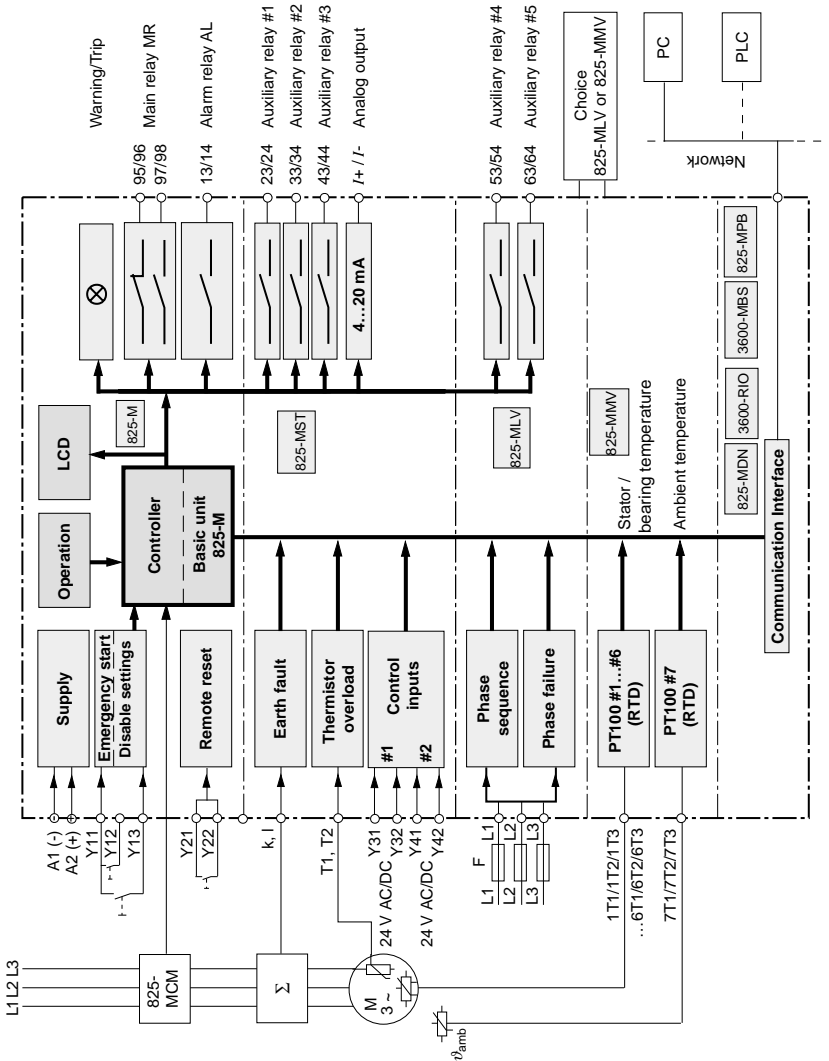 L1 L2 L3
825-
MCM
Σ
M
3 ~
ϑamb
A1 (-)
A2 (+)
Y11
Y12
Y13
Y21
Y22
k, l
T1, T2
24 V AC/DC
Y31
Y32
24 V AC/DC
Y41
Y42
F
L1 L1
L2 L2
L3 L3
1T1/1T2/1T3
…6T1/6T2/6T3
7T1/7T2/7T3
Supply
Emergency start
Disable settings
Remote reset
Earth fault
Thermistor
overload
#1
Control
inputs
#2
Phase
sequence
Phase failure
PT100 #1…#6
(RTD)
PT100 #7
(RTD)
Operation
LCD
Controller
Basic unit
825-M
825-M
825-MST
825-MLV
825-MMV
Stator /
bearing temperature
Ambient temperature
825-MDN
3600-RIO
3600-MBS
825-MPB
Communication Interface
4…20 mA
Warning/Trip
95/96
97/98
Main relay MR
13/14 Alarm relay AL
23/24 Auxiliary relay #1
33/34 Auxiliary relay #2
43/44 Auxiliary relay #3
I+ / I- Analog output
53/54 Auxiliary relay #4
63/64 Auxiliary relay #5
Choice
825-MLV or 825-MMV
Network
PC
PLC